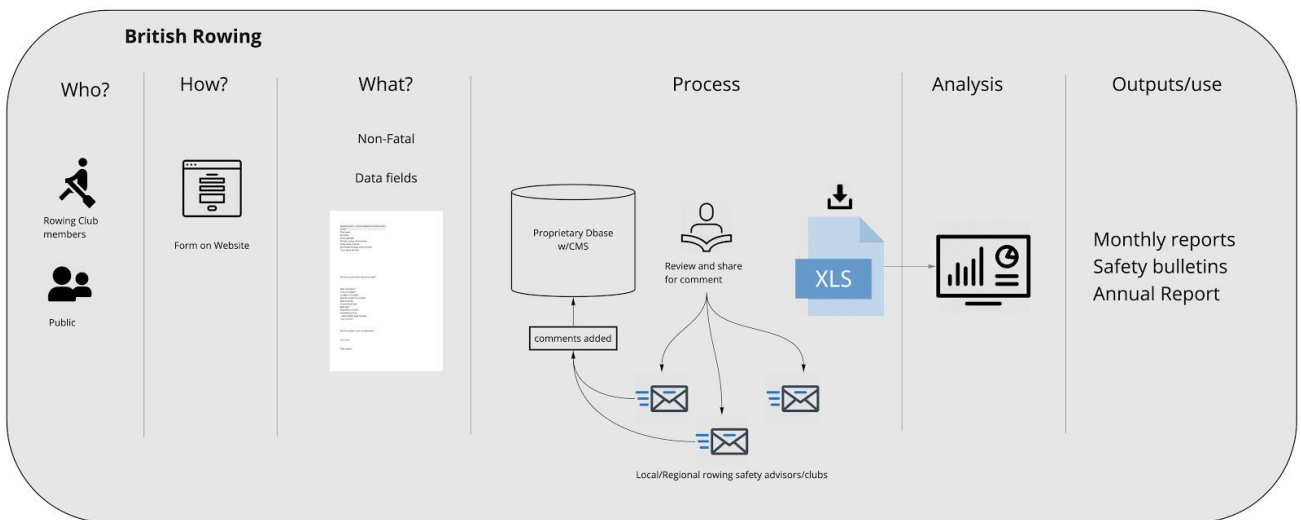 British Rowing
Who?
How?
What?
Process
Analysis
Outputs/use
Rowing Club
members
Public
Form on Website
Non-Fatal
Data fields
Proprietary Dbase
w/CMS
comments added
Review and share
for comment
Local/Regional rowing safety advisors/clubs
XLS
Monthly reports
Safety bulletins
Annual Report